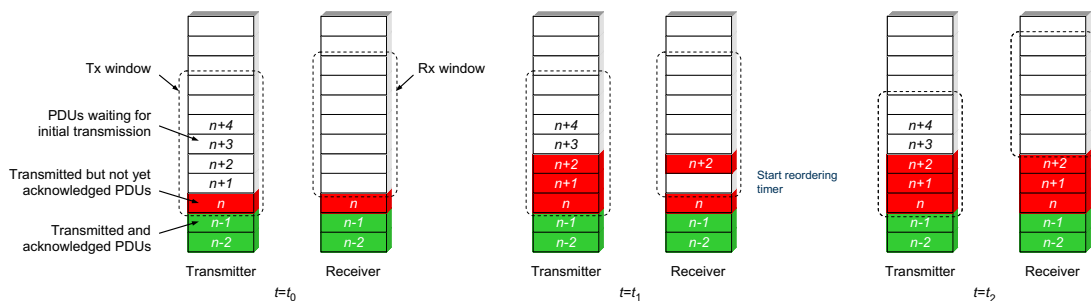 Tx window
PDUs waiting for
initial transmission
Transmitted but not yet
acknowledged PDUs
Transmitted and
acknowledged PDUs
n+4
n+3
n+2
n+1
n
n-1
n-2
Transmitter
Rx window
n
n-1
n-2
Receiver
t=t0
n+4
n+3
n+2
n+1
n
n-1
n-2
Transmitter
n+2
n
n-1
n-2
Receiver
Start reordering
timer
t=t1
n+4
n+3
n+2
n+1
n
n-1
n-2
Transmitter
n+2
n+1
n
n-1
n-2
Receiver
t=t2